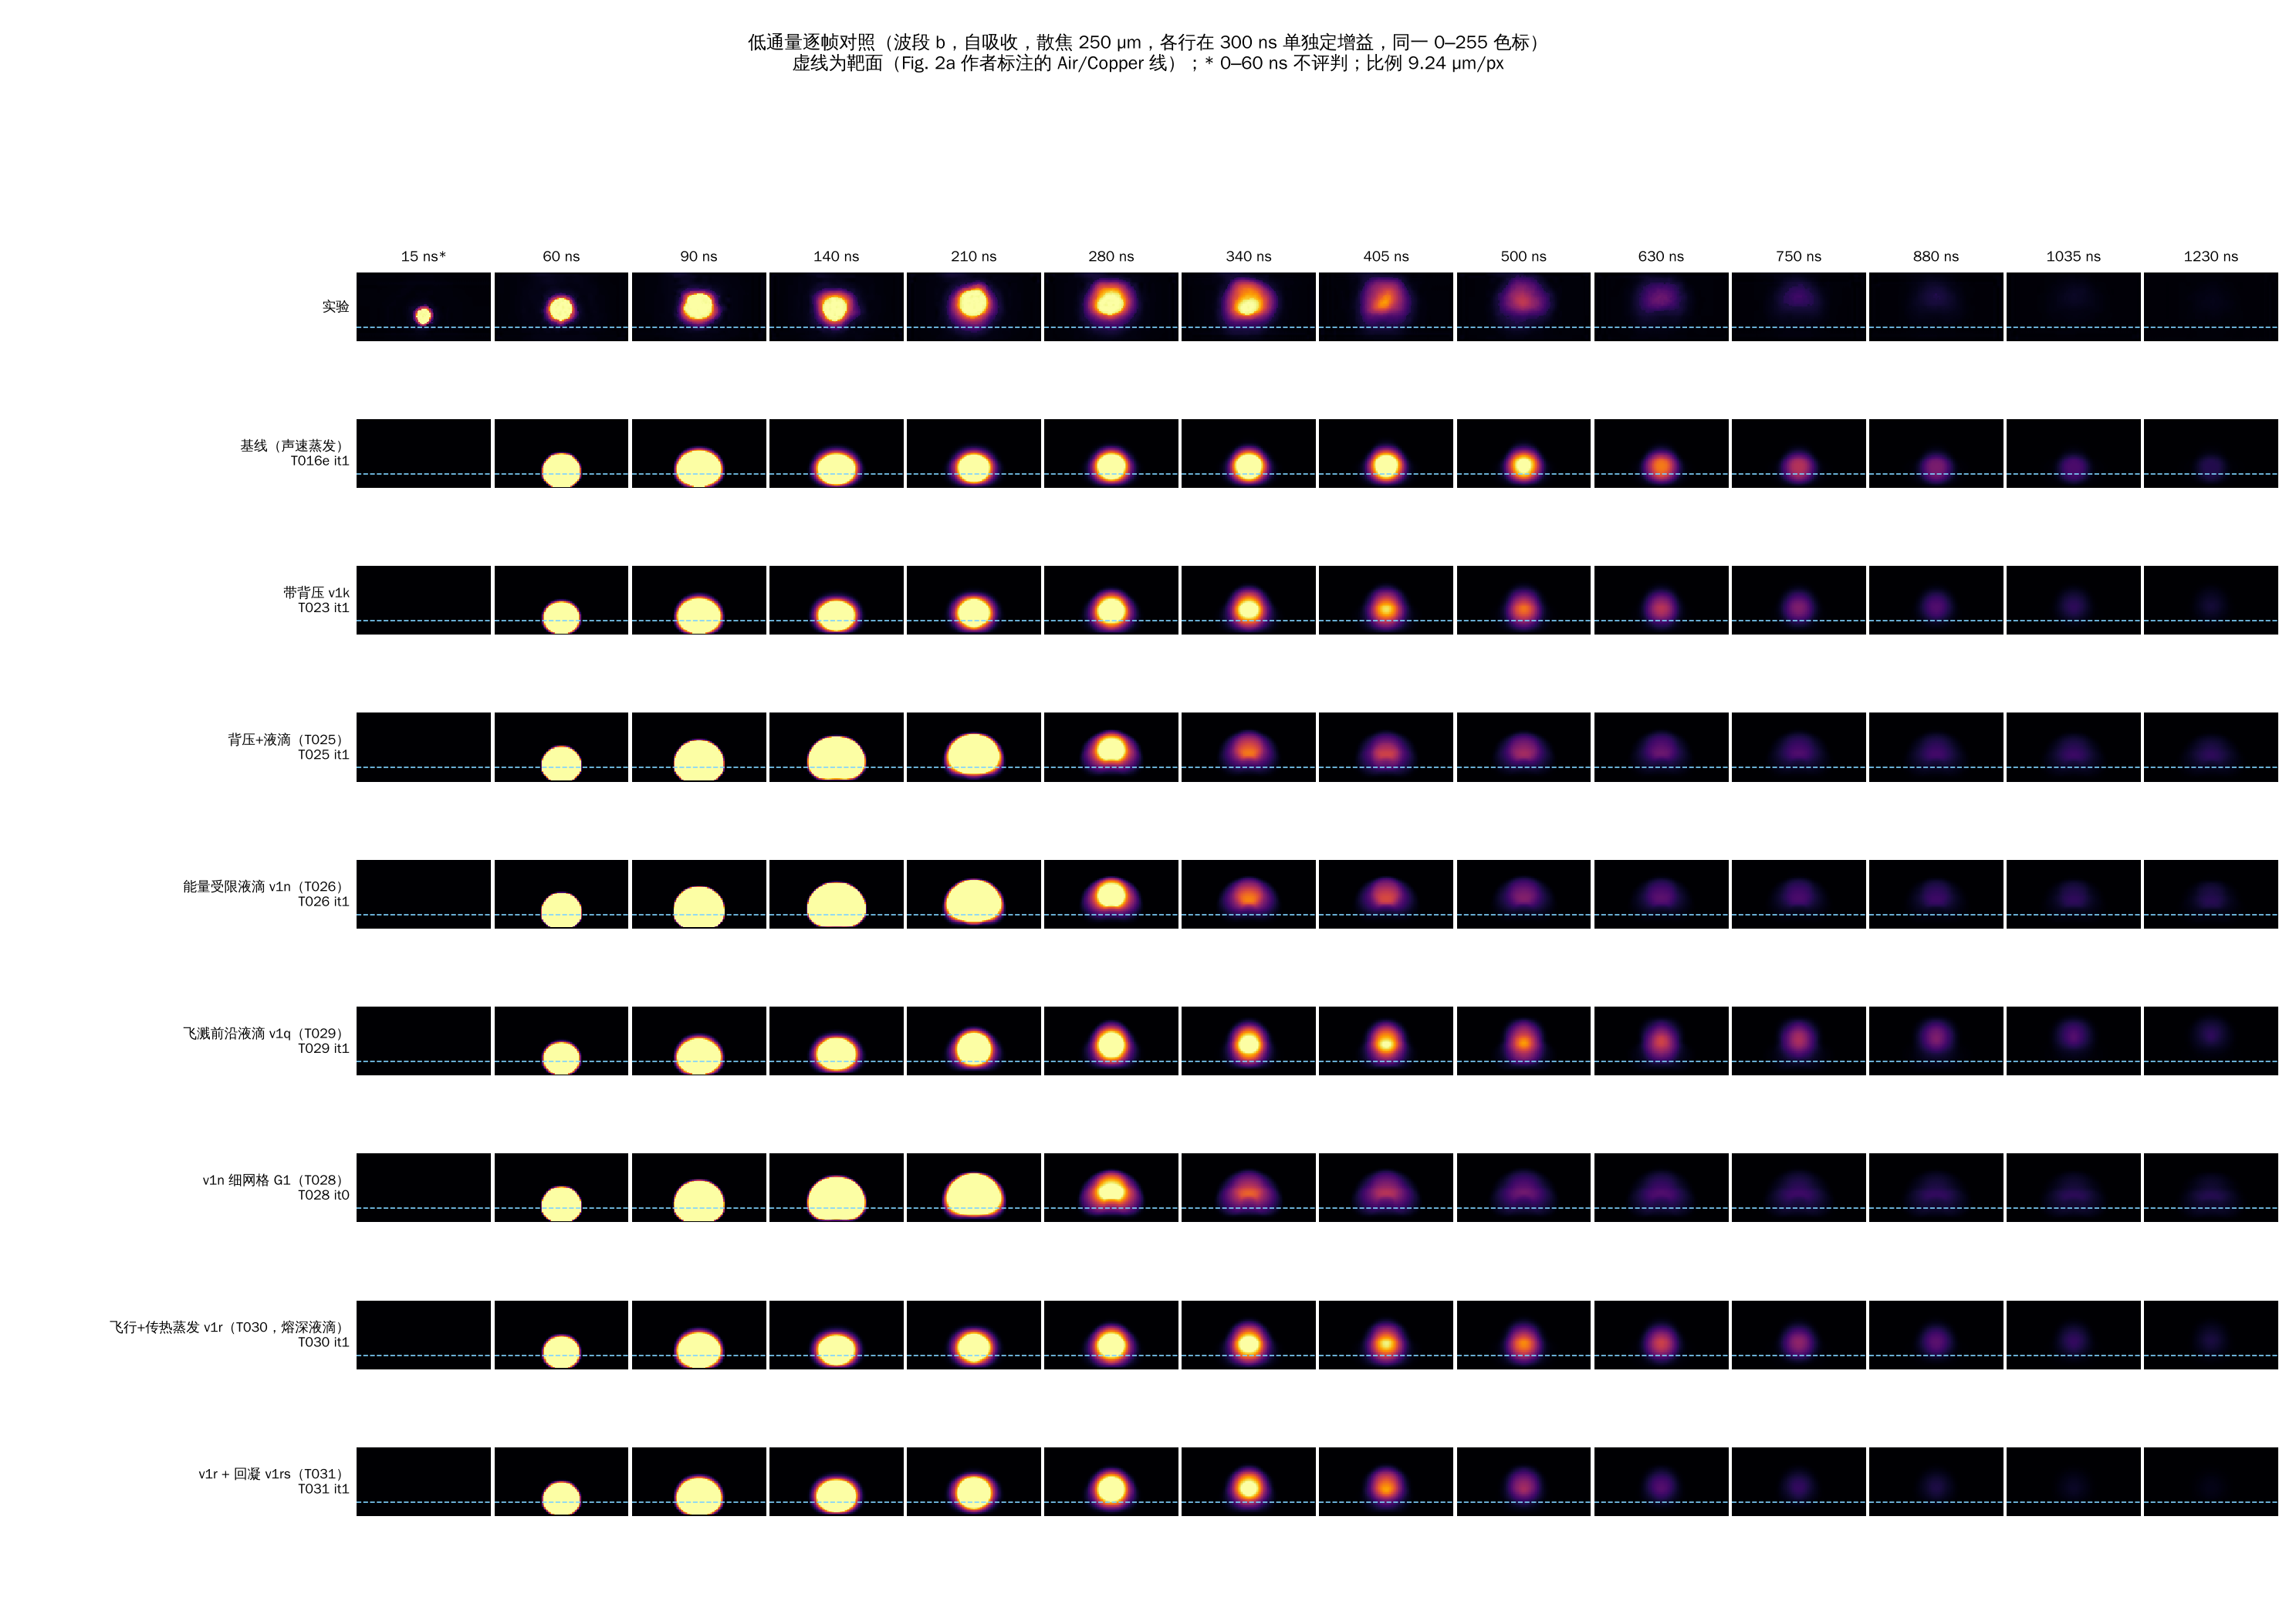 低通量逐帧对照（波段 b，自吸收，散焦 250 µm，各行在 300 ns 单独定增益，同一 0–255 色标）
虚线为靶面（Fig. 2a 作者标注的 Air/Copper 线）；* 0–60 ns 不评判；比例 9.24 µm/px
15 ns* 60 ns 90 ns 140 ns 210 ns 280 ns 340 ns 405 ns 500 ns 630 ns 750 ns 880 ns 1035 ns 1230 ns
实验
基线（声速蒸发）
T016e it1
带背压 v1k
T023 it1
背压+液滴（T025）
T025 it1
能量受限液滴 v1n（T026）
T026 it1
飞溅前沿液滴 v1q（T029）
T029 it1
v1n 细网格 G1（T028）
T028 it0
飞行+传热蒸发 v1r（T030，熔深液滴）
T030 it1
v1r + 回凝 v1rs（T031）
T031 it1